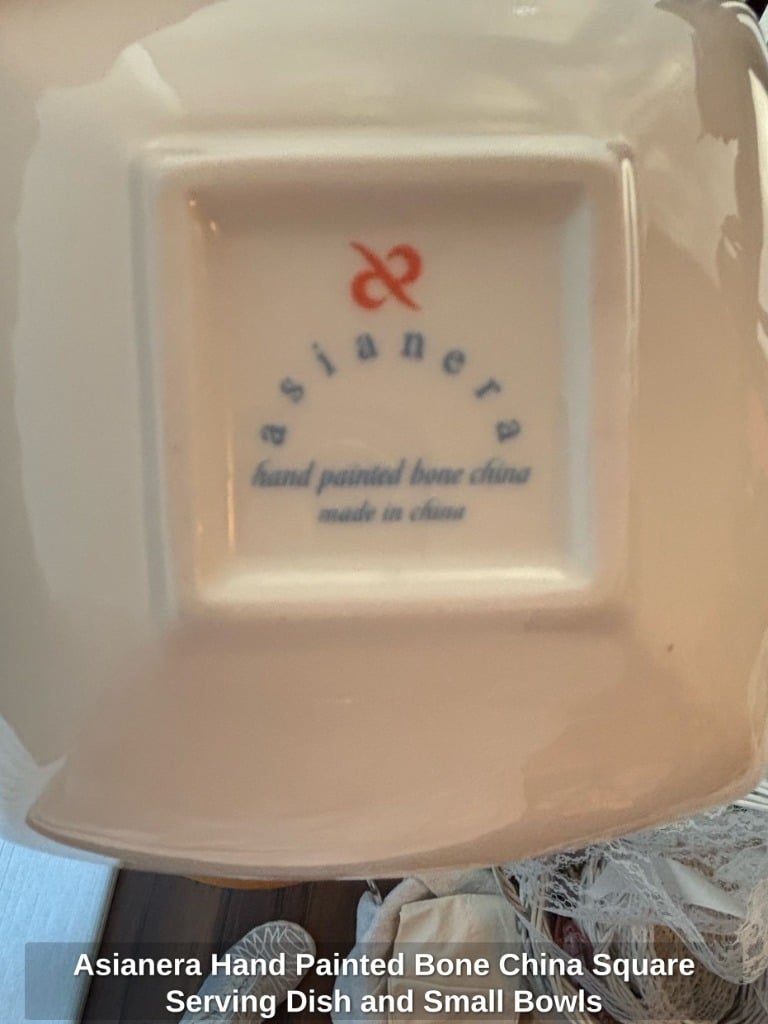 asianera
hand painted bone china
made in china
Asianera Hand Painted Bone China Square
Serving Dish and Small Bowls